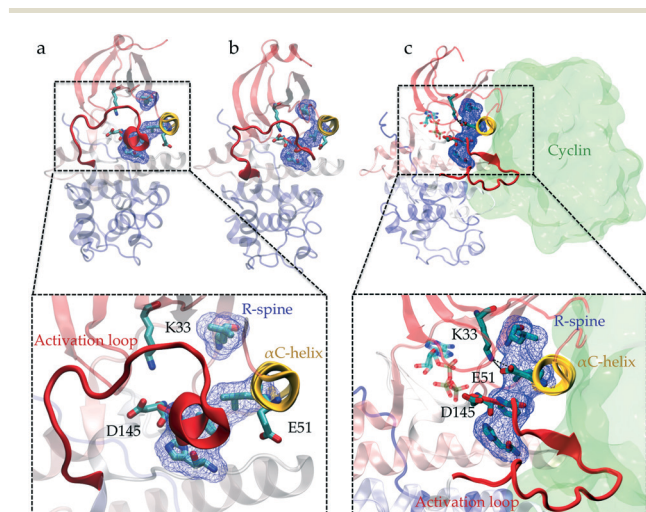 a
b
c
Cyclin
K33
R-spine
Activation loop
αC-helix
D145
E51
K33
R-spine
E51
αC-helix
D145
Activation loop